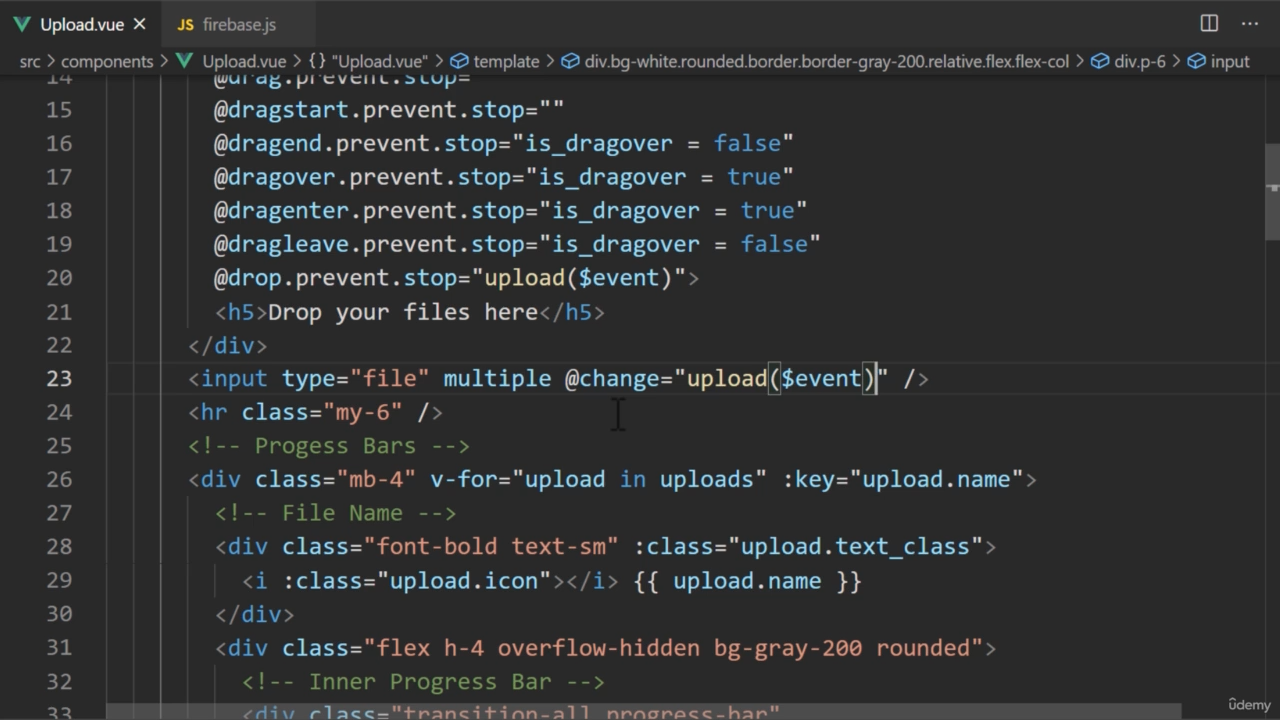 Upload.vue
JS firebase.js
src > components > Upload.vue > {} "Upload.vue" > template > div.bg-white.rounded.border.border-gray-200.relative.flex.flex-col > div.p-6 > input
14 @drag.prevent.stop=""
15 @dragstart.prevent.stop=""
16 @dragend.prevent.stop="is_dragover = false"
17 @dragover.prevent.stop="is_dragover = true"
18 @dragenter.prevent.stop="is_dragover = true"
19 @dragleave.prevent.stop="is_dragover = false"
20 @drop.prevent.stop="upload($event)">
21 <h5>Drop your files here</h5>
22 </div>
23 <input type="file" multiple @change="upload($event)" />
24 <hr class="my-6" />
25 <!-- Progess Bars -->
26 <div class="mb-4" v-for="upload in uploads" :key="upload.name">
27 <!-- File Name -->
28 <div class="font-bold text-sm" :class="upload.text_class">
29 <i :class="upload.icon"></i> {{ upload.name }}
30 </div>
31 <div class="flex h-4 overflow-hidden bg-gray-200 rounded">
32 <!-- Inner Progress Bar -->
33 <div class="transition-all progress-bar"
ûdemy